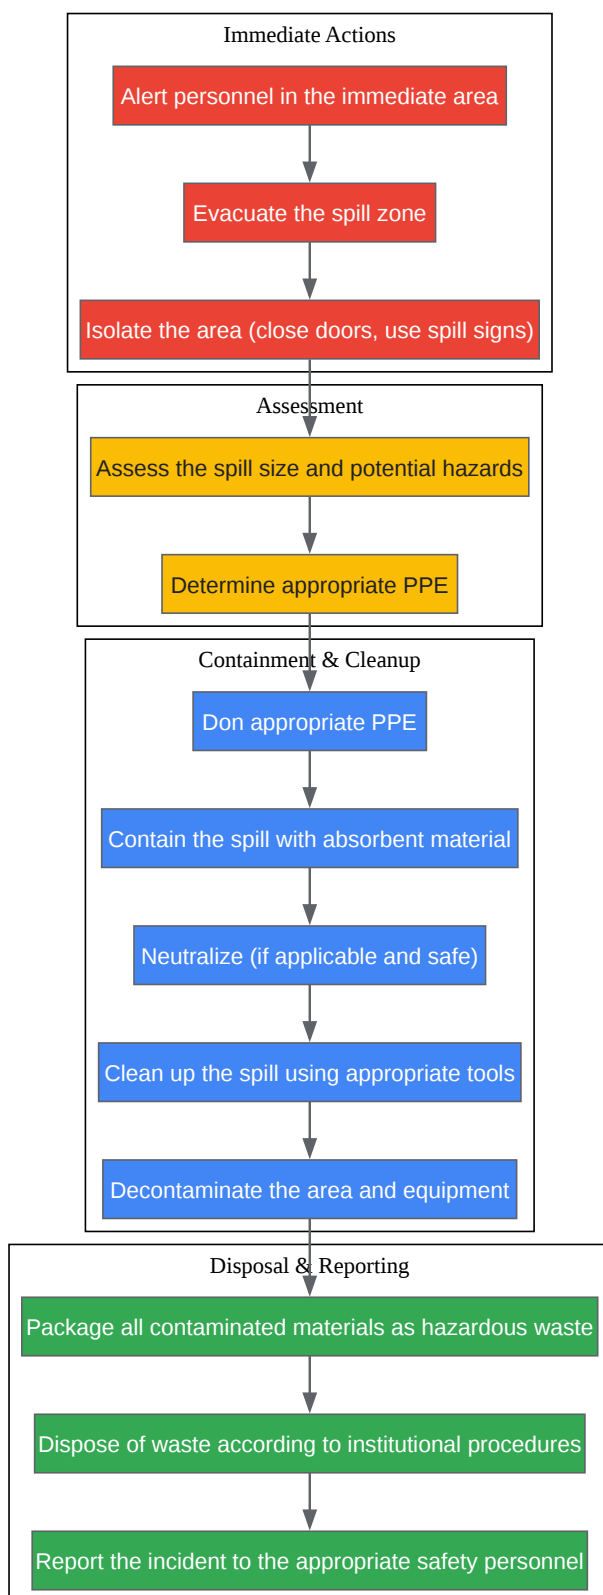 Immediate Actions
Alert personnel in the immediate area
Evacuate the spill zone
Isolate the area (close doors, use spill signs)
Assessment
Assess the spill size and potential hazards
Determine appropriate PPE
Containment & Cleanup
Don appropriate PPE
Contain the spill with absorbent material
Neutralize (if applicable and safe)
Clean up the spill using appropriate tools
Decontaminate the area and equipment
Disposal & Reporting
Package all contaminated materials as hazardous waste
Dispose of waste according to institutional procedures
Report the incident to the appropriate safety personnel